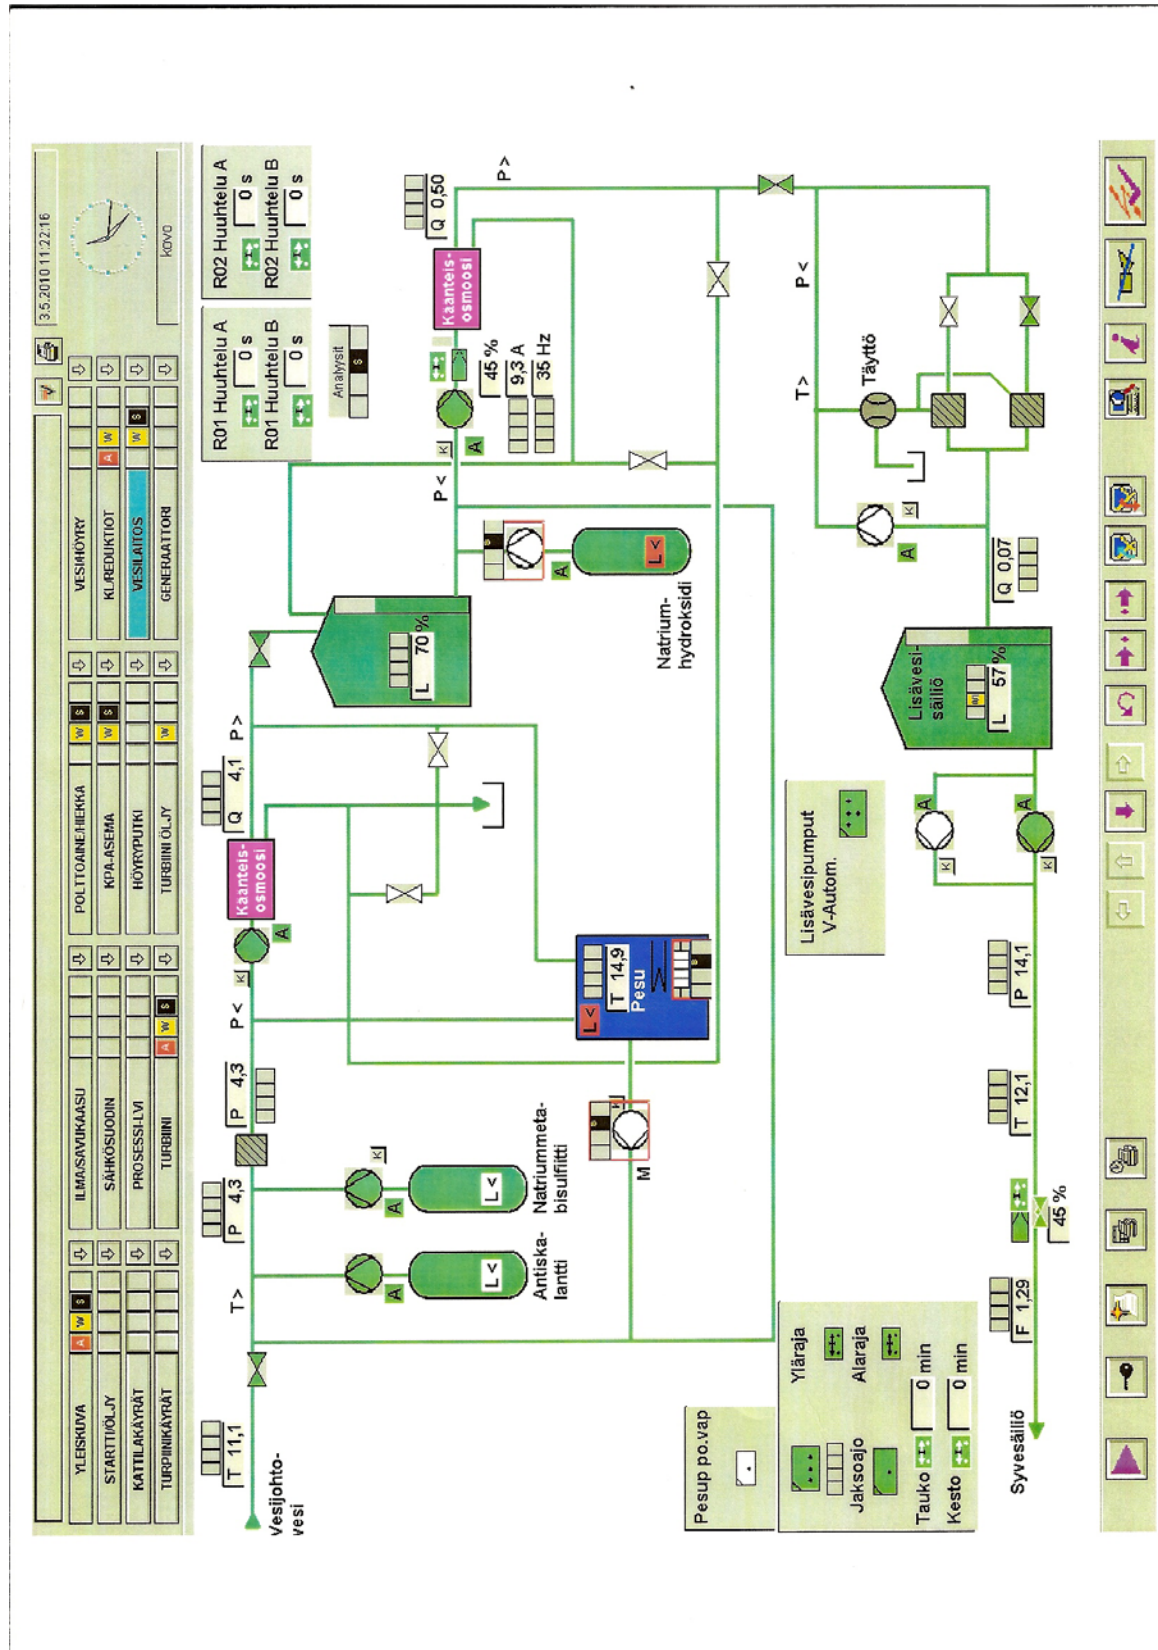 3.5.2010 11:22:16
YLEISKUVA A W S
ILMA/SAVUKAASU
POLTTOAINE/HIEKKA W S
VESI/HÖYRY
STARTTIÖLJY
SÄHKÖSUODIN
KPA-ASEMA W S
KL/REDUKTIOT A W
KATTILAKÄYRÄT
PROSESSI-LVI
HÖYRYPUTKI
VESILAITOS W S
TURPIINIKÄYRÄT
TURBIINI A W S
TURBIINI ÖLJY W
GENERAATTORI
KOVO
R01 Huuhtelu A
0 s
R01 Huuhtelu B
0 s
R02 Huuhtelu A
0 s
R02 Huuhtelu B
0 s
Analyysit
S
T 11,1
Vesijohto-
vesi
T >
P 4,3
P 4,3
P <
K
A
Käänteis-
osmoosi
Q 4,1
P >
L 70 %
P <
K
A
45 %
9,3 A
35 Hz
Käänteis-
osmoosi
Q 0,50
P >
A
L <
Antiska-
lantti
K
A
L <
Natriummeta-
bisulfiitti
S
K
M
L <
T 14,9
Pesu
S
S
A
L <
Natrium-
hydroksidi
T >
P <
Täyttö
K
A
Q 0,07
Lisävesi-
säiliö
L 57 %
Lisävesipumput
V-Autom.
A
K
A
K
P 14,1
T 12,1
45 %
F 1,29
Syvesäiliö
Pesup po.vap
Jaksoajo
Yläraja
Alaraja
Tauko 0 min
Kesto 0 min